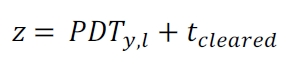 z = PDT_{y,l} + t_{cleared}